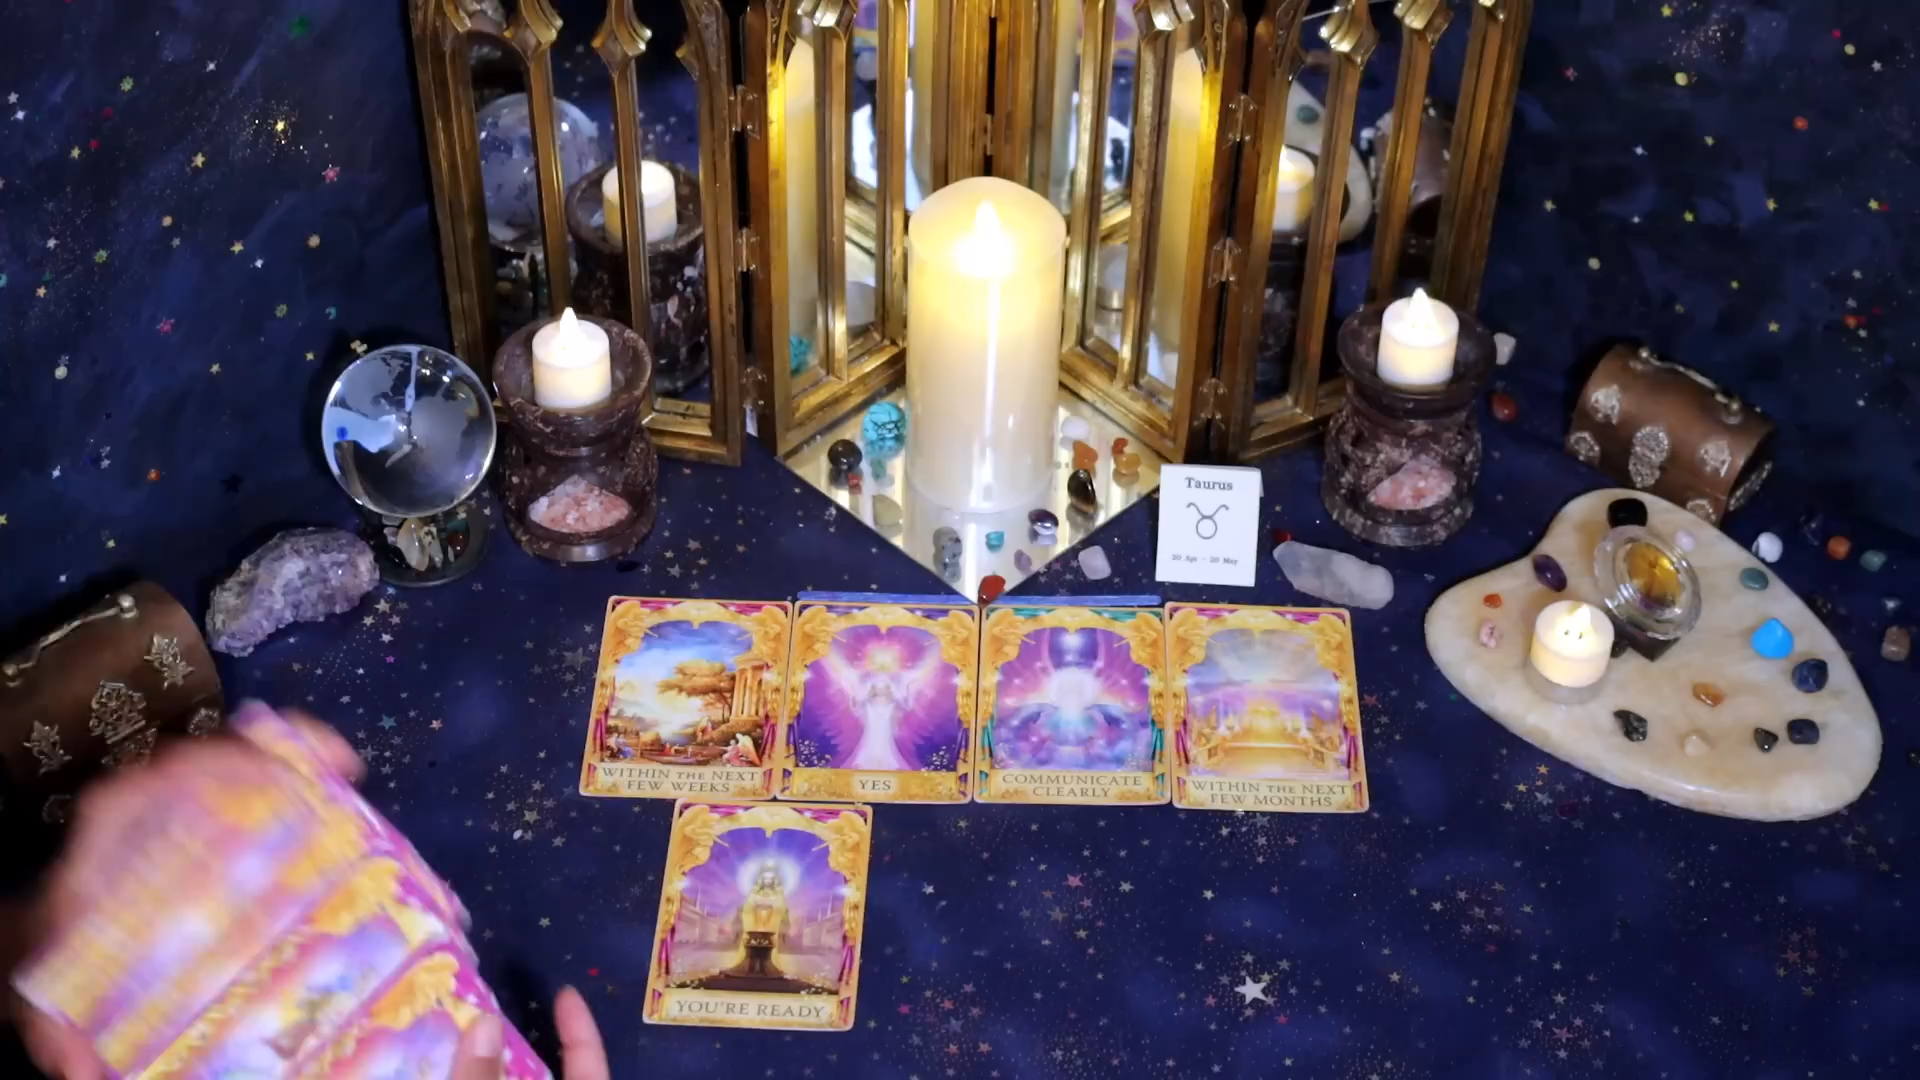 Taurus
20 Apr - 20 May
WITHIN THE NEXT
FEW WEEKS
YES
COMMUNICATE
CLEARLY
WITHIN THE NEXT
FEW MONTHS
YOU'RE READY